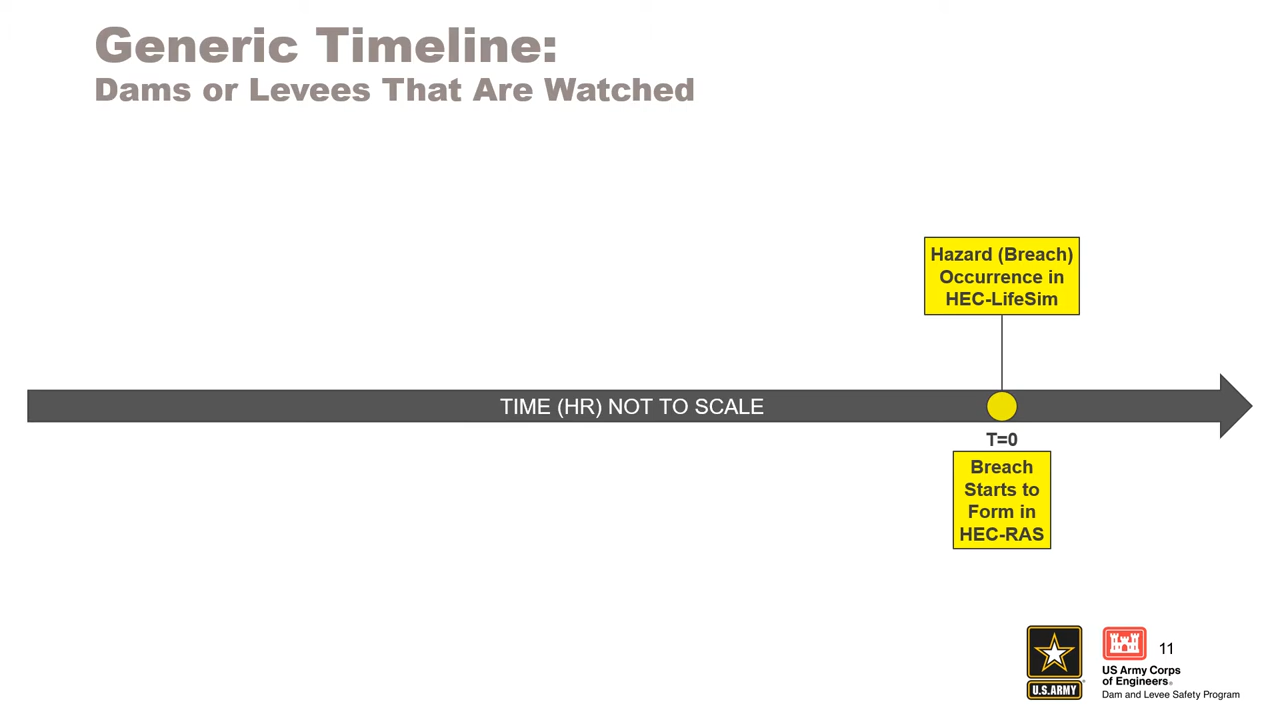 Generic Timeline:
Dams or Levees That Are Watched
Hazard (Breach)
Occurrence in
HEC-LifeSim
TIME (HR) NOT TO SCALE
T=0
Breach
Starts to
Form in
HEC-RAS
U.S.ARMY
US Army Corps
of Engineers®
Dam and Levee Safety Program
11